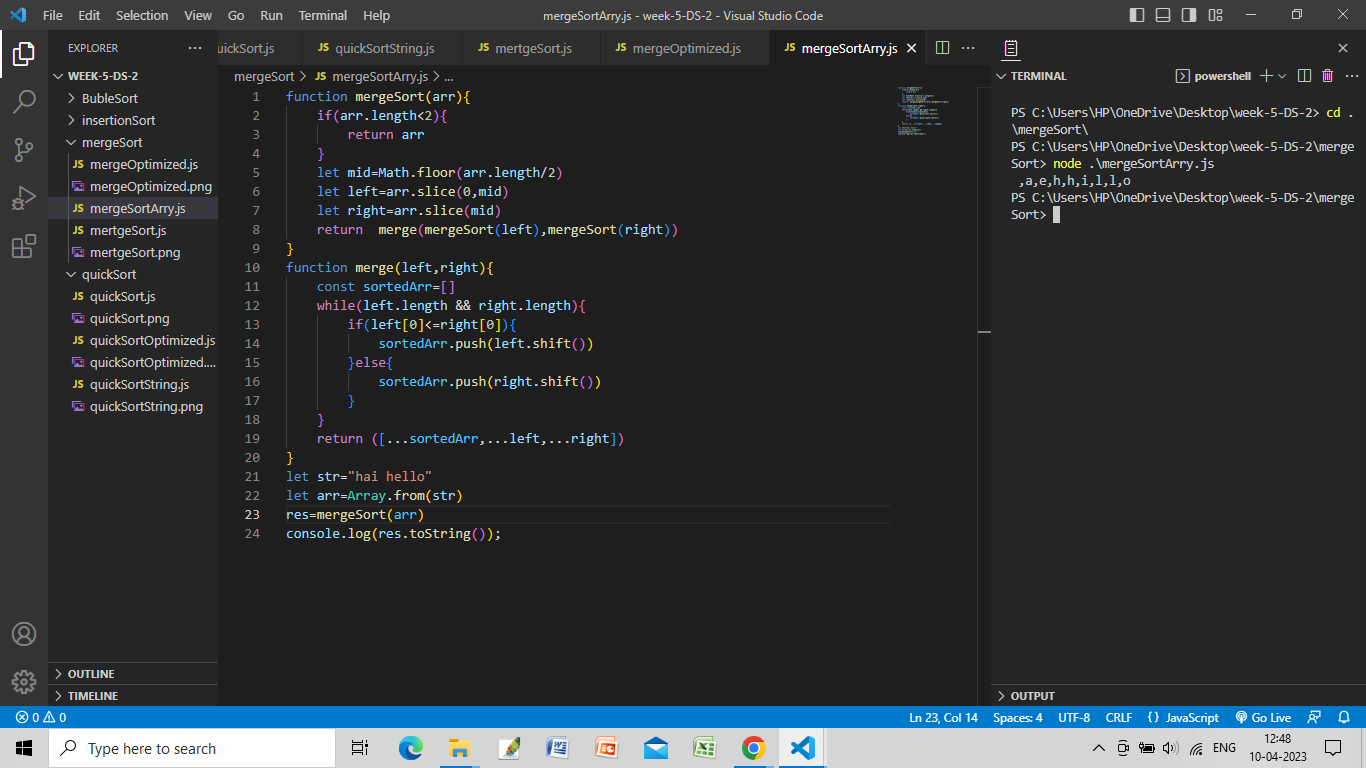 File Edit Selection View Go Run Terminal Help mergeSortArry.js - week-5-DS-2 - Visual Studio Code
EXPLORER
WEEK-5-DS-2
BubleSort
insertionSort
mergeSort
mergeOptimized.js
mergeOptimized.png
mergeSortArry.js
mertgeSort.js
mertgeSort.png
quickSort
quickSort.js
quickSort.png
quickSortOptimized.js
quickSortOptimized....
quickSortString.js
quickSortString.png
OUTLINE
TIMELINE
uickSort.js JS quickSortString.js JS mertgeSort.js JS mergeOptimized.js JS mergeSortArry.js
mergeSort > JS mergeSortArry.js > ...
1 function mergeSort(arr){
2 if(arr.length<2){
3 return arr
4 }
5 let mid=Math.floor(arr.length/2)
6 let left=arr.slice(0,mid)
7 let right=arr.slice(mid)
8 return  merge(mergeSort(left),mergeSort(right))
9 }
10 function merge(left,right){
11 const sortedArr=[]
12 while(left.length && right.length){
13 if(left[0]<=right[0]){
14 sortedArr.push(left.shift())
15 }else{
16 sortedArr.push(right.shift())
17 }
18 }
19 return ([...sortedArr,...left,...right])
20 }
21 let str="hai hello"
22 let arr=Array.from(str)
23 res=mergeSort(arr)
24 console.log(res.toString());
TERMINAL powershell
PS C:\Users\HP\OneDrive\Desktop\week-5-DS-2> cd .
\mergeSort\
PS C:\Users\HP\OneDrive\Desktop\week-5-DS-2\merge
Sort> node .\mergeSortArry.js
 ,a,e,h,h,i,l,l,o
PS C:\Users\HP\OneDrive\Desktop\week-5-DS-2\merge
Sort>
OUTPUT
0 0 Ln 23, Col 14 Spaces: 4 UTF-8 CRLF {} JavaScript Go Live
Type here to search
ENG
12:48
10-04-2023